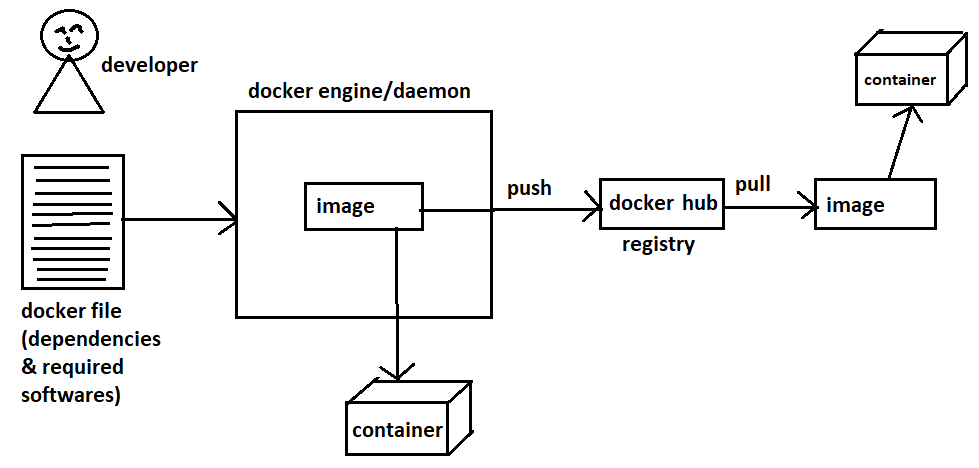 developer
docker engine/daemon
container
image
push
docker hub
pull
image
registry
docker file
(dependencies
& required
softwares)
container